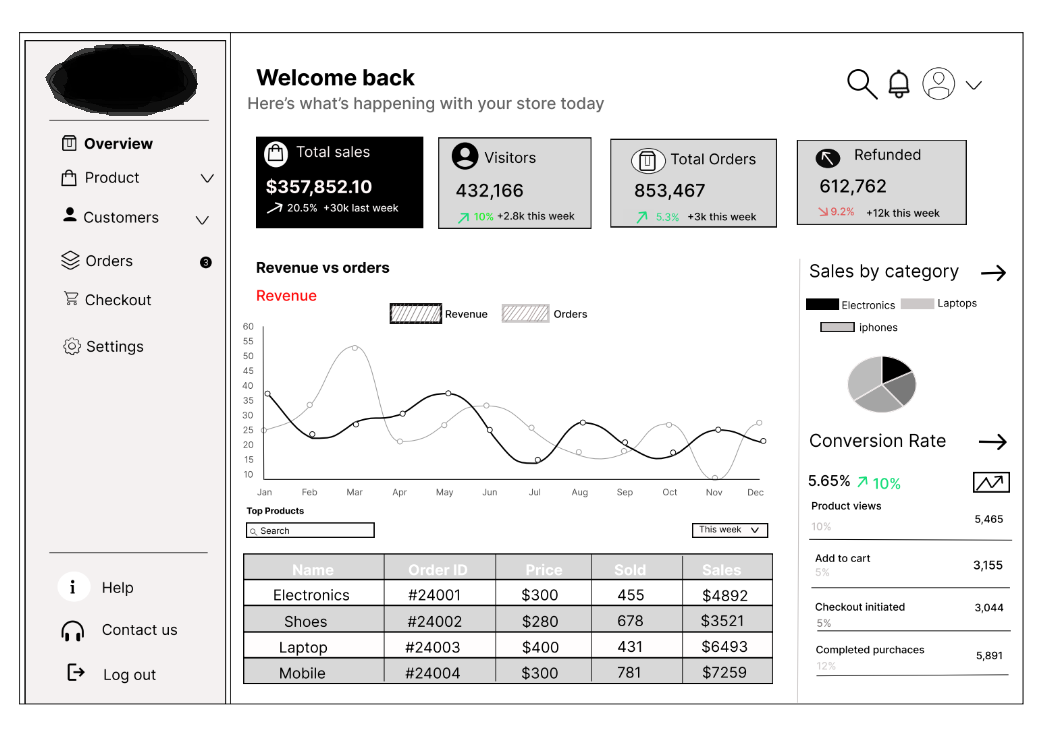 Welcome back
Here's what's happening with your store today
Overview
Product
Customers
Orders
3
Checkout
Settings
i
Help
Contact us
Log out
Total sales
$357,852.10
20.5% +30k last week
Visitors
432,166
10% +2.8k this week
Total Orders
853,467
5.3% +3k this week
Refunded
612,762
9.2% +12k this week
Revenue vs orders
Revenue
Revenue Orders
60
55
50
45
40
35
30
25
20
15
10
Jan Feb Mar Apr May Jun Jul Aug Sep Oct Nov Dec
Top Products
Search
This week
Name Order ID Price Sold Sales
Electronics #24001 $300 455 $4892
Shoes #24002 $280 678 $3521
Laptop #24003 $400 431 $6493
Mobile #24004 $300 781 $7259
Sales by category
Electronics Laptops
iphones
Conversion Rate
5.65% 10%
Product views
5,465
10%
Add to cart
3,155
5%
Checkout initiated 3,044
5%
Completed purchaces
5,891
12%